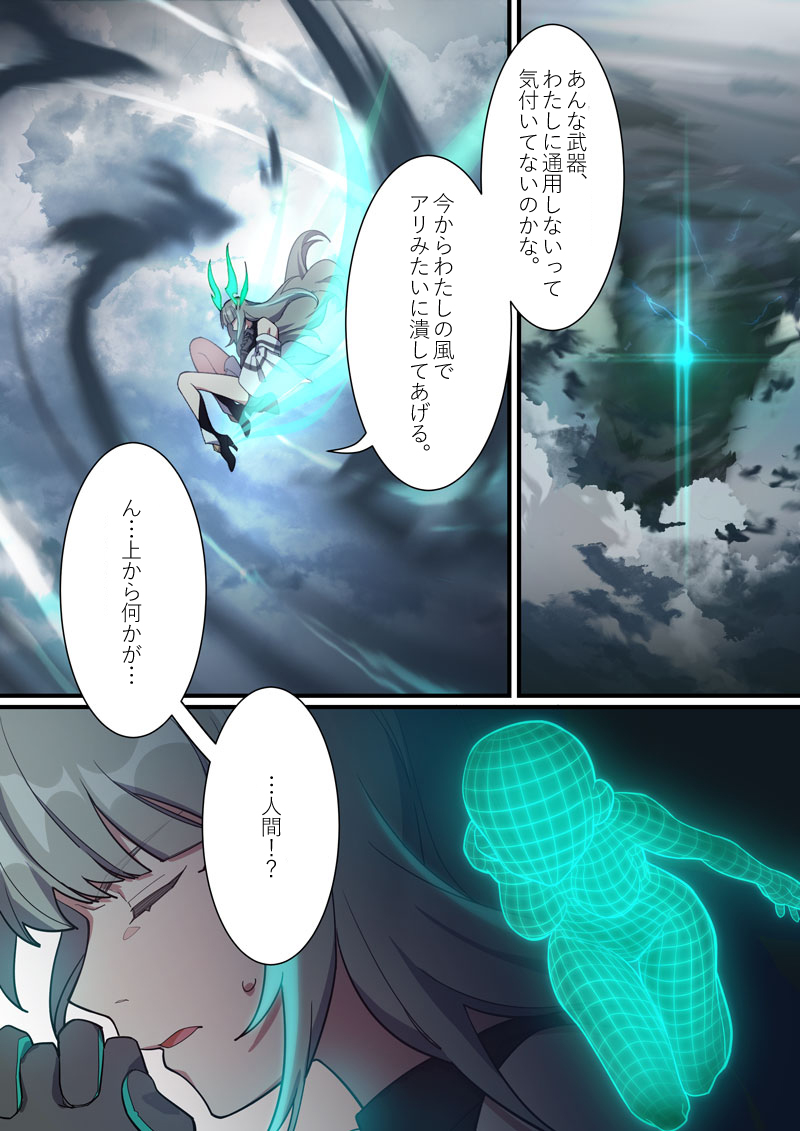 あんな武器、
わたしに通用しないって
気付いてないのかな。
今からわたしの風で
アリみたいに潰してあげる。
ん…上から何かが…
…人間!?